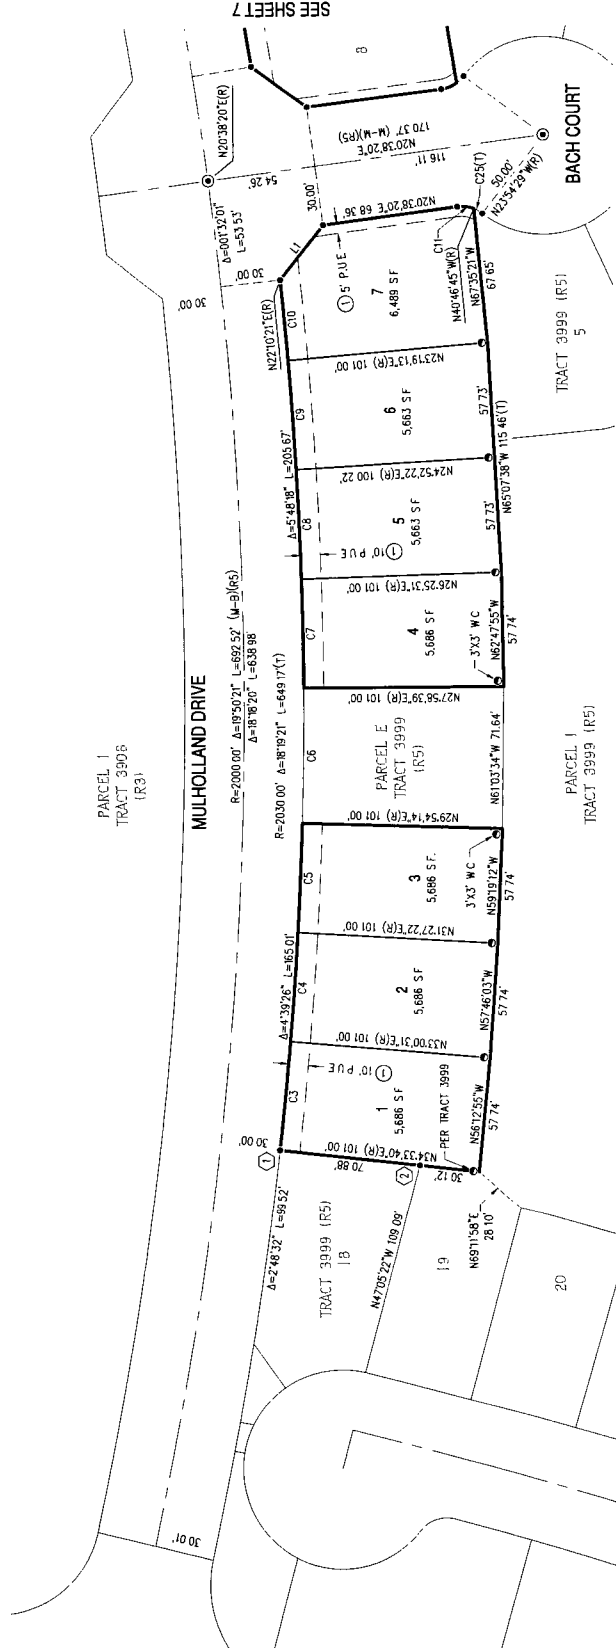 SEE SHEET 7
8
N20°38'20"E(R)
54 26'
N20°38'20"E
170 37' (M-M)(R5)
116.11'
BACH COURT
50.00'
N23°54'29"W(R)
C25(T)
30.00'
N20°38'20"E 68 36'
C11
N40°46'45"W(R)
N67°35'21"W
67 65'
Δ=001°32'01"
L=53 53'
30 00'
30 00'
L1
N22°10'21"E(R)
C10
1 5' P.U E
7
6,489 SF
N23°19'13"E(R) 101 00'
C9
6
5,663 SF
57 73'
TRACT 3999 (R5)
5
Δ=5°48'18" L=205 67'
N24°52'22"E(R) 100 22'
N65°07'38"W 115 46'(T)
C8
1 10' P U E
5
5,663 SF
57 73'
N26°25'31"E(R) 101 00'
C7
4
5,686 SF
3'X3' W C
N62°47'55"W
57 74'
N27°58'39"E(R) 101 00'
PARCEL 1
TRACT 3906
(R3)
MULHOLLAND DRIVE
R=2000 00' Δ=19°50'21" L=692 52' (M-B)(R5)
Δ=18°18'20" L=638 98'
R=2030 00' Δ=18°19'21" L=649 17'(T)
C6
PARCEL E
TRACT 3999
(R5)
N61°03'34"W 71.64'
PARCEL 1
TRACT 3999 (R5)
N29°54'14"E(R) 101 00'
C5
3
5,686 S F.
3'X3' W C
N59°19'12"W
57 74'
N31°27'22"E(R) 101 00'
Δ=4°39'26" L=165 01'
C4
2
5,686 SF
N57°46'03"W
57 74'
N33°00'31"E(R) 101 00'
C3
1 10' P U E
1
5,686 SF
PER TRACT 3999
N56°12'55"W
57 74'
30 00'
1
N34°33'40"E(R) 101 00'
70 88'
2
30 12'
N69°11'58"E
28 10'
Δ=2°48'32" L=99 52'
TRACT 3999 (R5)
18
N47°05'22"W 109 09'
19
20
30 01'